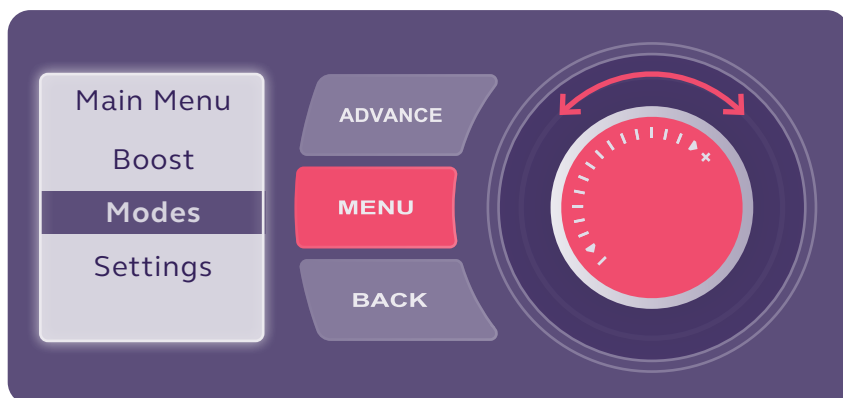 Main Menu
Boost
Modes
Settings
ADVANCE
MENU
BACK